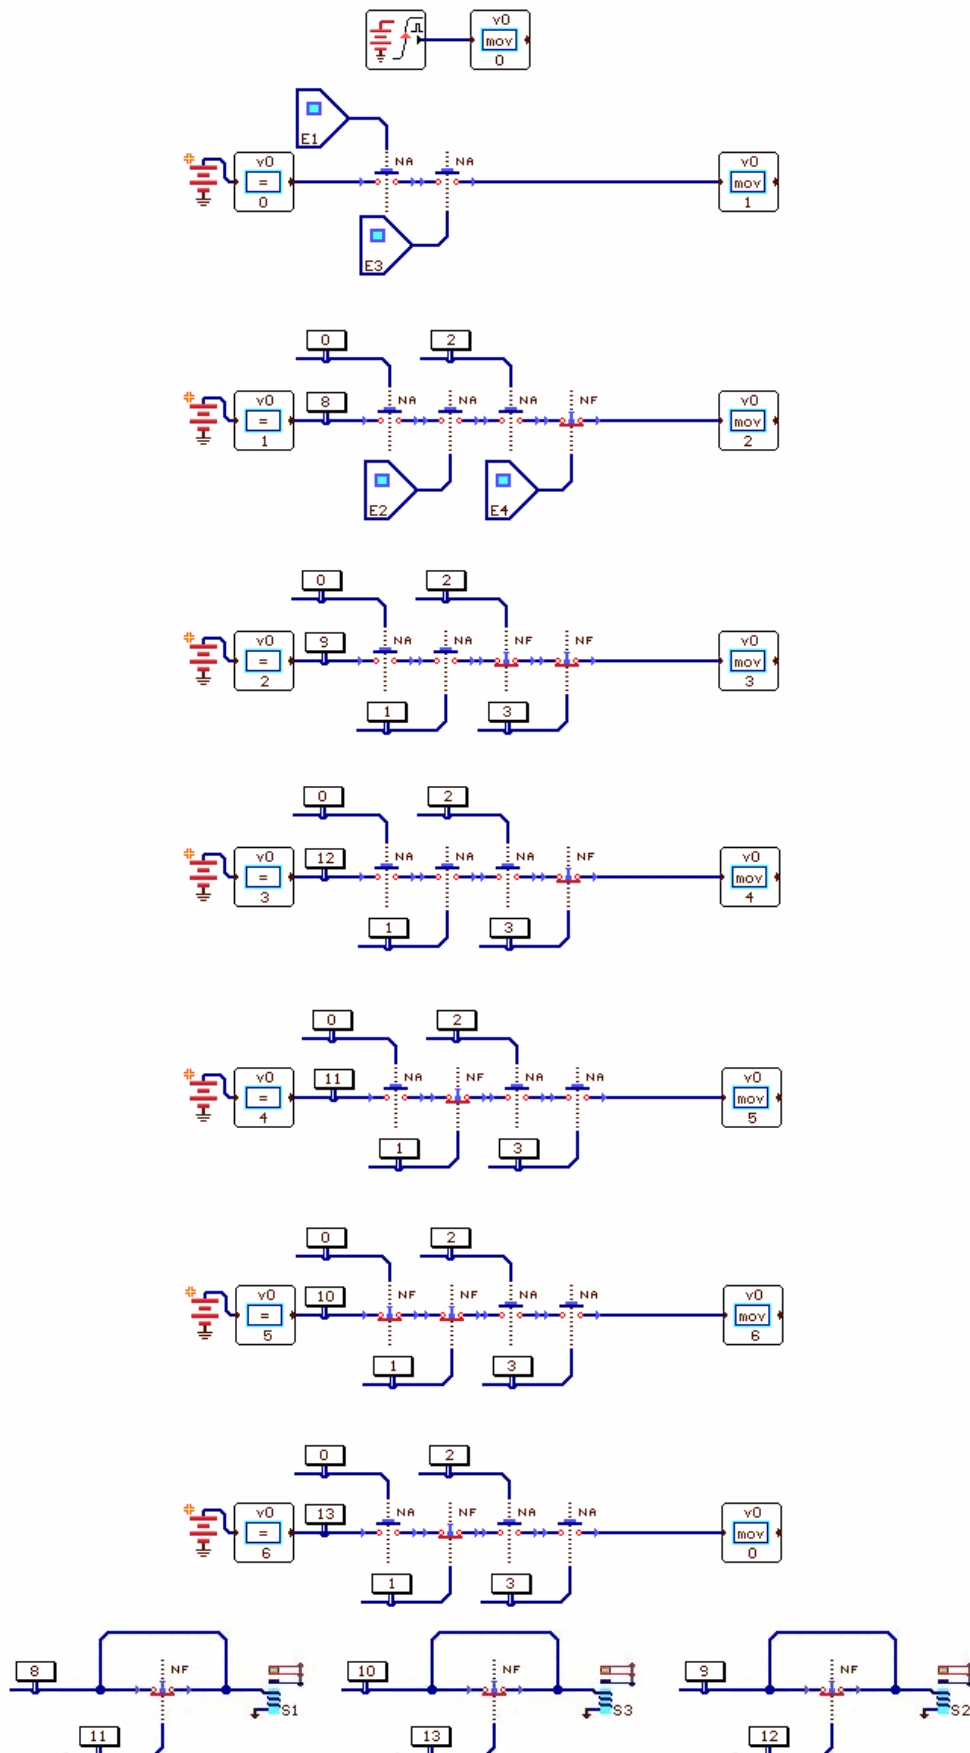 v0
mov
0
E1
NA NA
v0 v0
= mov
0 1
E3
0 2
NA NA NA NF
v0 8 v0
= mov
1 2
E2 E4
0 2
NA NA NF NF
v0 9 v0
= mov
2 3
1 3
0 2
NA NA NA NF
v0 12 v0
= mov
3 4
1 3
0 2
NA NF NA NA
v0 11 v0
= mov
4 5
1 3
0 2
NF NF NA NA
v0 10 v0
= mov
5 6
1 3
0 2
NA NF NA NA
v0 13 v0
= mov
6 0
1 3
8 NF 10 NF 9 NF
S1 S3 S2
11 13 12